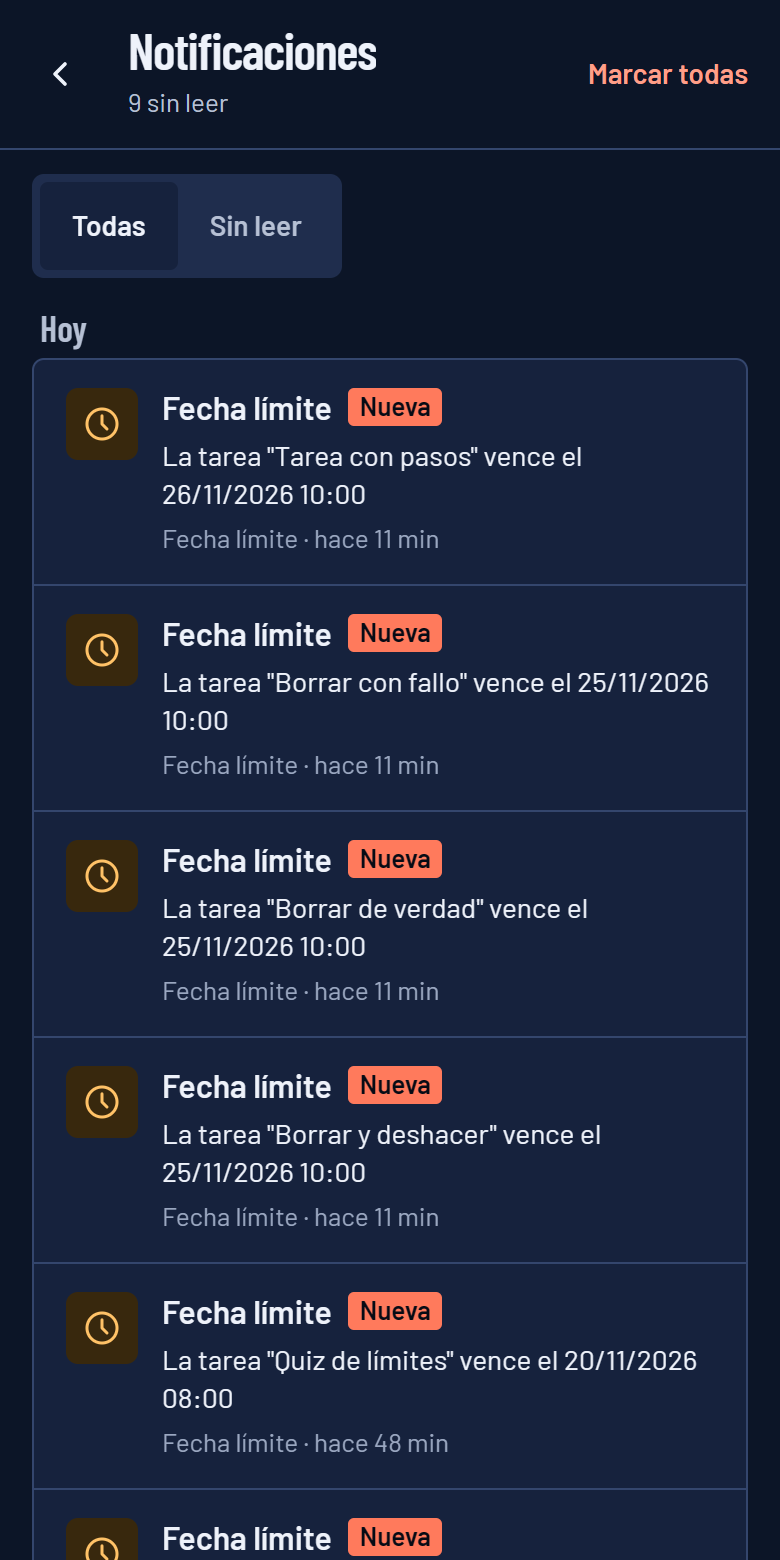 Notificaciones
9 sin leer
Marcar todas
Todas
Sin leer
Hoy
Fecha límite Nueva
La tarea "Tarea con pasos" vence el
26/11/2026 10:00
Fecha límite · hace 11 min
Fecha límite Nueva
La tarea "Borrar con fallo" vence el 25/11/2026
10:00
Fecha límite · hace 11 min
Fecha límite Nueva
La tarea "Borrar de verdad" vence el
25/11/2026 10:00
Fecha límite · hace 11 min
Fecha límite Nueva
La tarea "Borrar y deshacer" vence el
25/11/2026 10:00
Fecha límite · hace 11 min
Fecha límite Nueva
La tarea "Quiz de límites" vence el 20/11/2026
08:00
Fecha límite · hace 48 min
Fecha límite Nueva